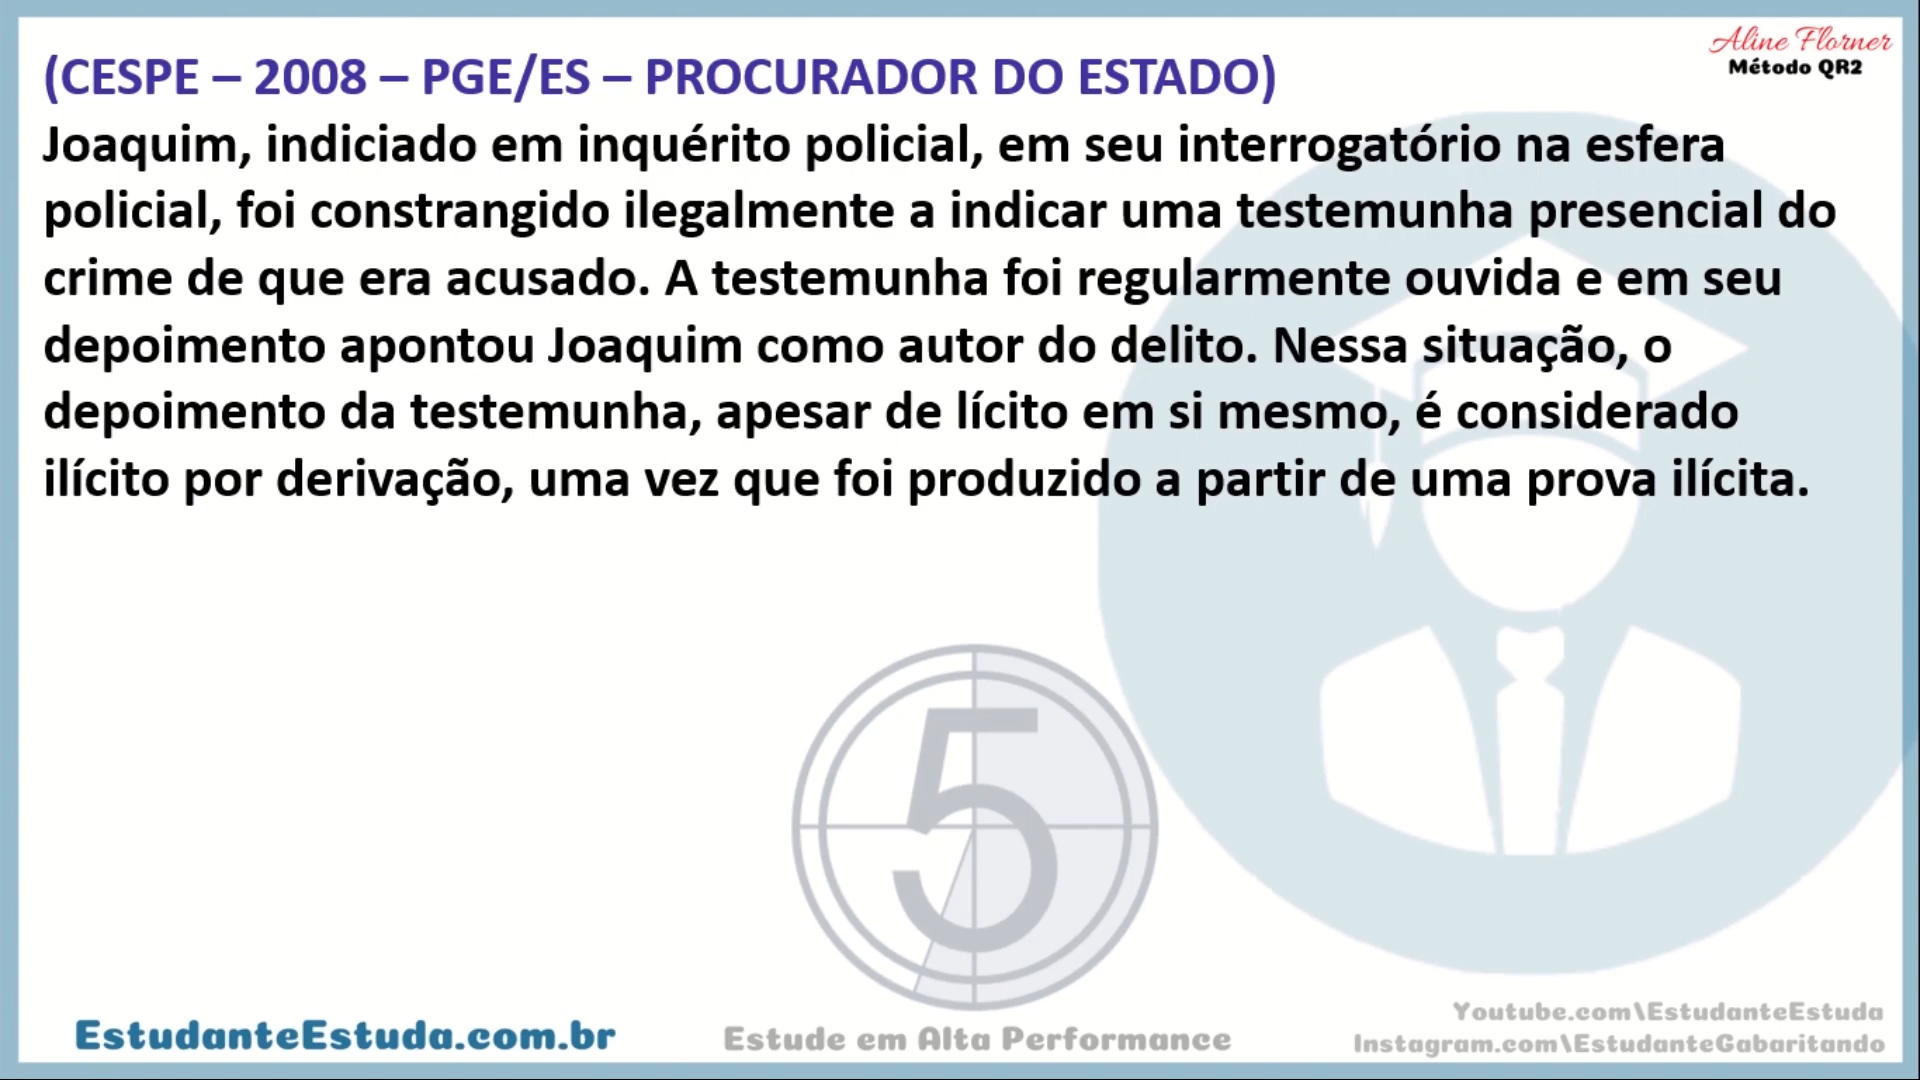 Aline Florner
Método QR2
(CESPE – 2008 – PGE/ES – PROCURADOR DO ESTADO)
Joaquim, indiciado em inquérito policial, em seu interrogatório na esfera
policial, foi constrangido ilegalmente a indicar uma testemunha presencial do
crime de que era acusado. A testemunha foi regularmente ouvida e em seu
depoimento apontou Joaquim como autor do delito. Nessa situação, o
depoimento da testemunha, apesar de lícito em si mesmo, é considerado
ilícito por derivação, uma vez que foi produzido a partir de uma prova ilícita.
5
EstudanteEstuda.com.br
Estude em Alta Performance
Youtube.com\EstudanteEstuda
Instagram.com\EstudanteGabaritando